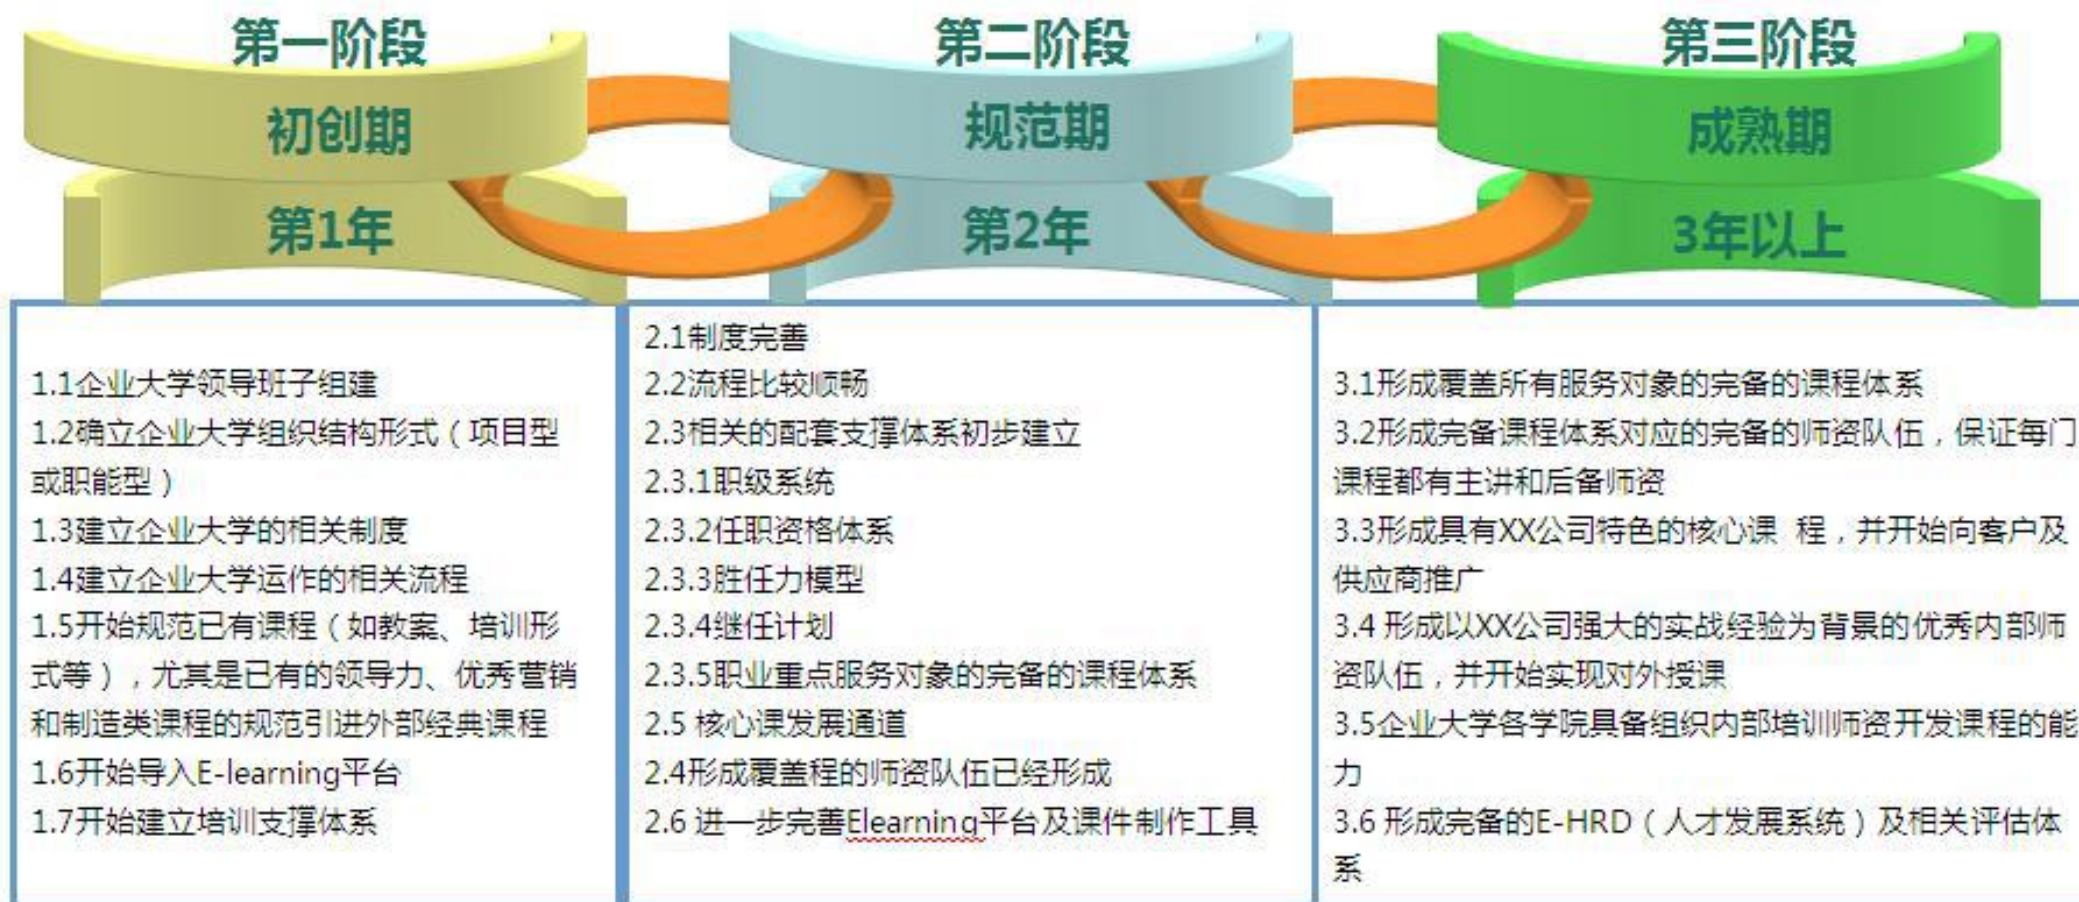 第一阶段
初创期
第1年
第二阶段
规范期
第2年
第三阶段
成熟期
3年以上
1.1企业大学领导班子组建
1.2确立企业大学组织结构形式（项目型
或职能型）
1.3建立企业大学的相关制度
1.4建立企业大学运作的相关流程
1.5开始规范已有课程（如教案、培训形
式等），尤其是已有的领导力、优秀营销
和制造类课程的规范引进外部经典课程
1.6开始导入E-learning平台
1.7开始建立培训支撑体系
2.1制度完善
2.2流程比较顺畅
2.3相关的配套支撑体系初步建立
2.3.1职级系统
2.3.2任职资格体系
2.3.3胜任力模型
2.3.4继任计划
2.3.5职业重点服务对象的完备的课程体系
2.5 核心课发展通道
2.4形成覆盖程的师资队伍已经形成
2.6 进一步完善Elearning平台及课件制作工具
3.1形成覆盖所有服务对象的完备的课程体系
3.2形成完备课程体系对应的完备的师资队伍，保证每门
课程都有主讲和后备师资
3.3形成具有XX公司特色的核心课 程，并开始向客户及
供应商推广
3.4 形成以XX公司强大的实战经验为背景的优秀内部师
资队伍，并开始实现对外授课
3.5企业大学各学院具备组织内部培训师资开发课程的能
力
3.6 形成完备的E-HRD（人才发展系统）及相关评估体
系